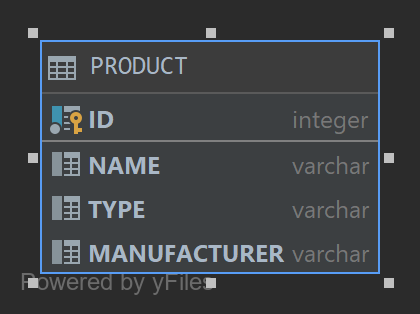 PRODUCT
ID integer
NAME varchar
TYPE varchar
MANUFACTURER varchar
Powered by yFiles